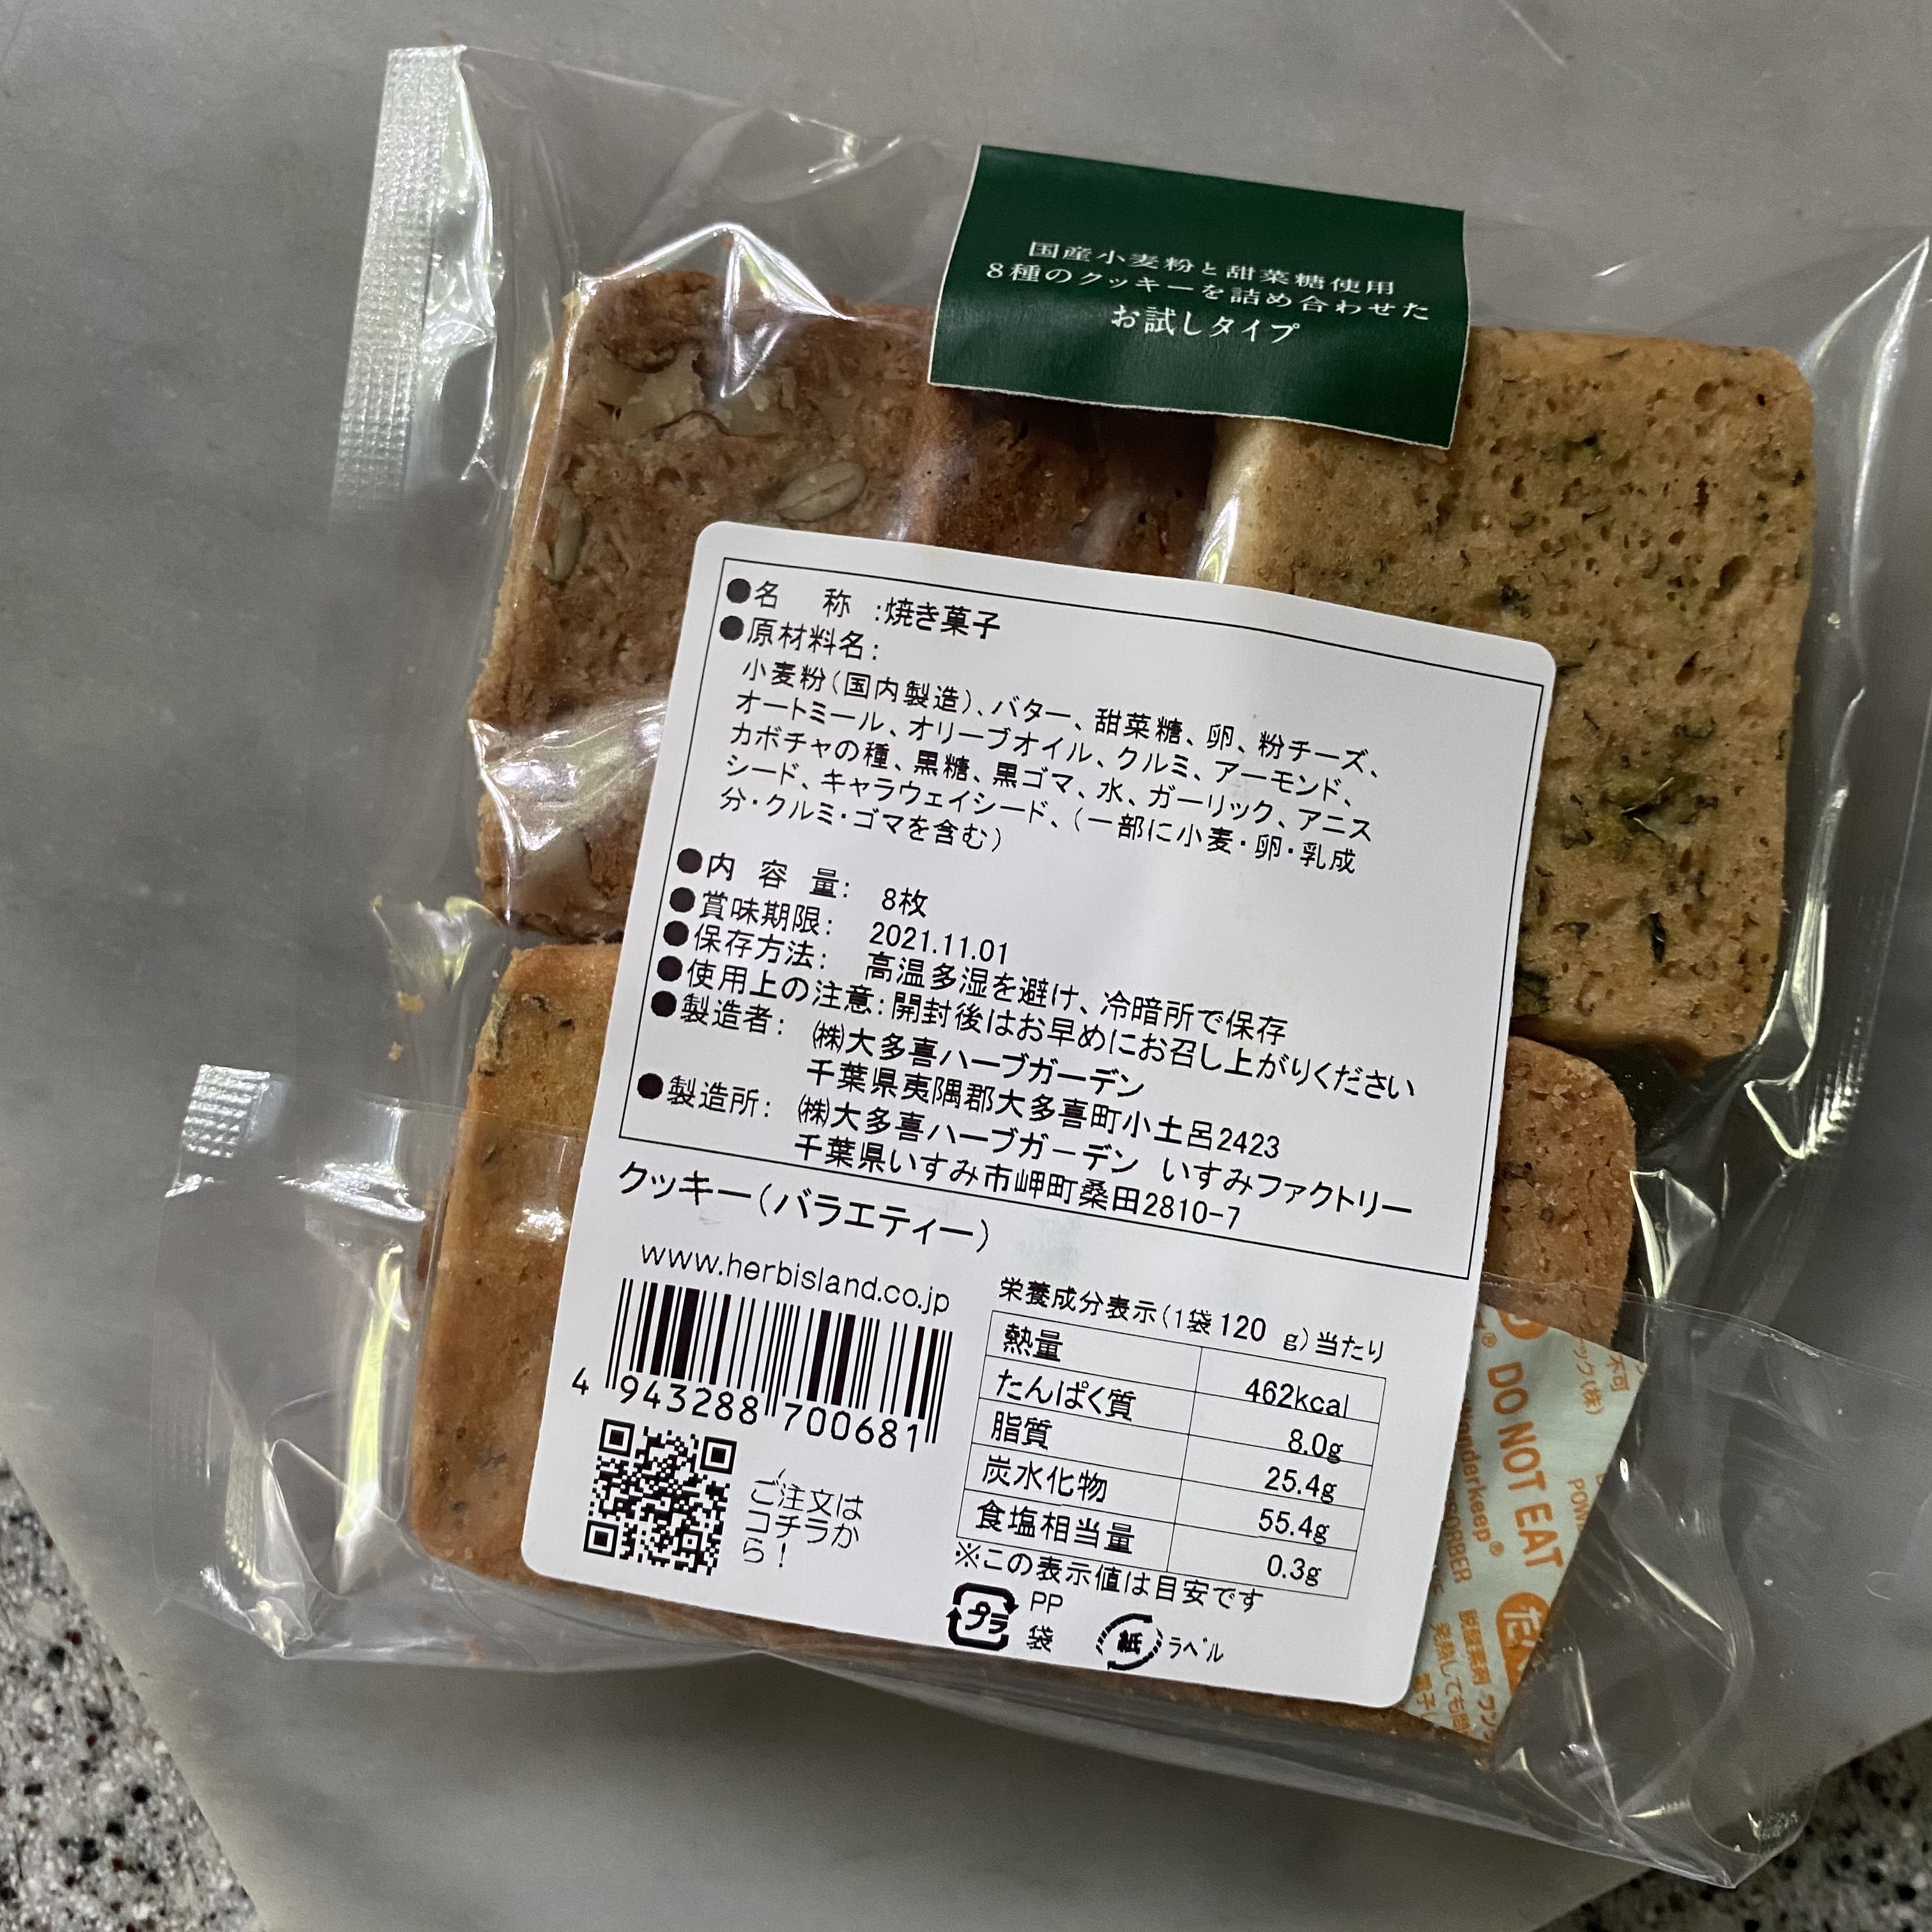 国産小麦粉と甜菜糖使用
8種のクッキーを詰め合わせた
お試しタイプ
●名　称　:焼き菓子
●原材料名:
小麦粉(国内製造)、バター、甜菜糖、卵、粉チーズ、
オートミール、オリーブオイル、クルミ、アーモンド、
カボチャの種、黒糖、黒ゴマ、水、ガーリック、アニス
シード、キャラウェイシード、(一部に小麦・卵・乳成
分・クルミ・ゴマを含む)
●内 容 量:　8枚
●賞味期限:　2021.11.01
●保存方法:　高温多湿を避け、冷暗所で保存
●使用上の注意:開封後はお早めにお召し上がりください
●製造者:　㈱大多喜ハーブガーデン
千葉県夷隅郡大多喜町小土呂2423
●製造所:　㈱大多喜ハーブガーデン いすみファクトリー
千葉県いすみ市岬町桑田2810-7
クッキー(バラエティー)
www.herbisland.co.jp
4 943288 700681
ご注文は
コチラか
ら!
栄養成分表示(1袋120 g)当たり
熱量 462kcal
たんぱく質 8.0g
脂質 25.4g
炭水化物 55.4g
食塩相当量 0.3g
※この表示値は目安です
プラ PP
袋
紙 ラベル
不可
ック(株)
DO NOT EAT
nderkeep®